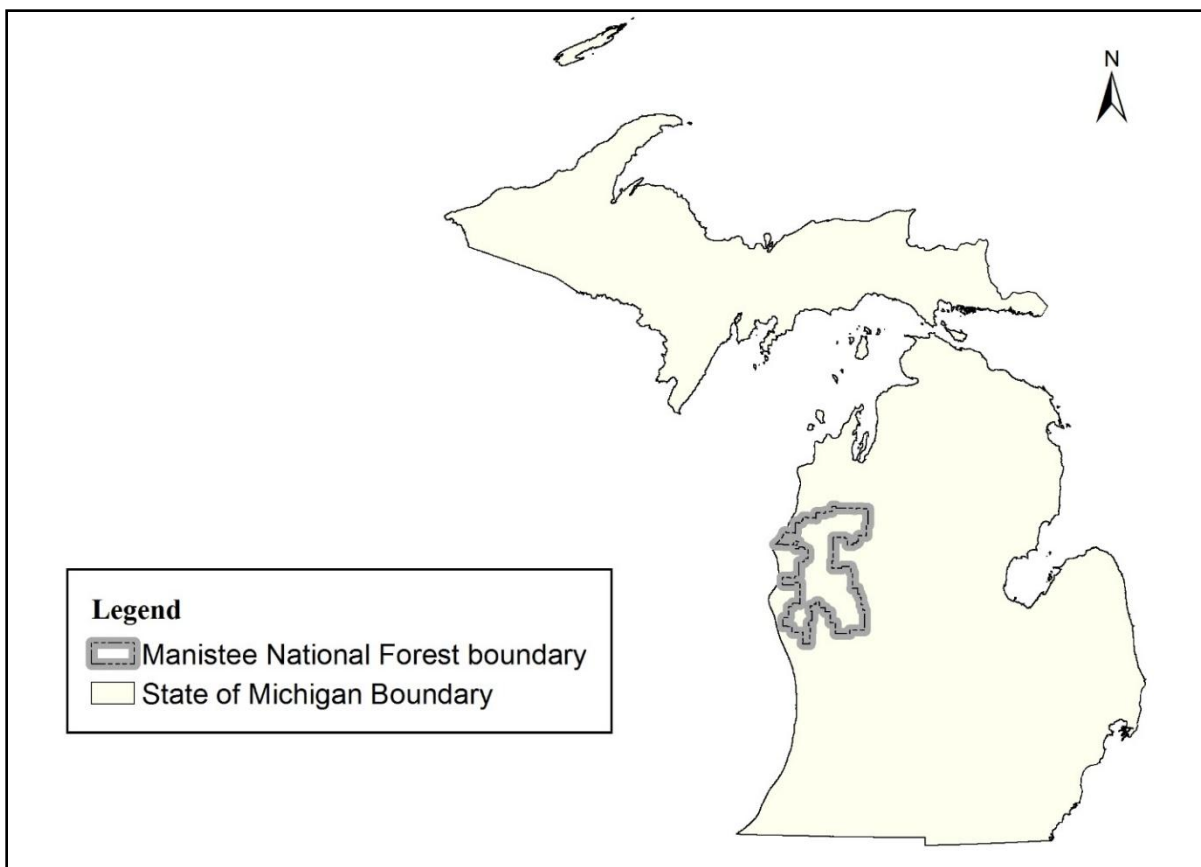 N
Legend
Manistee National Forest boundary
State of Michigan Boundary